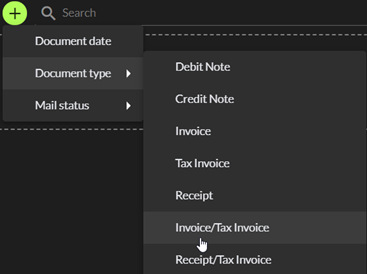 Search
Document date
Document type
Mail status
Debit Note
Credit Note
Invoice
Tax Invoice
Receipt
Invoice/Tax Invoice
Receipt/Tax Invoice